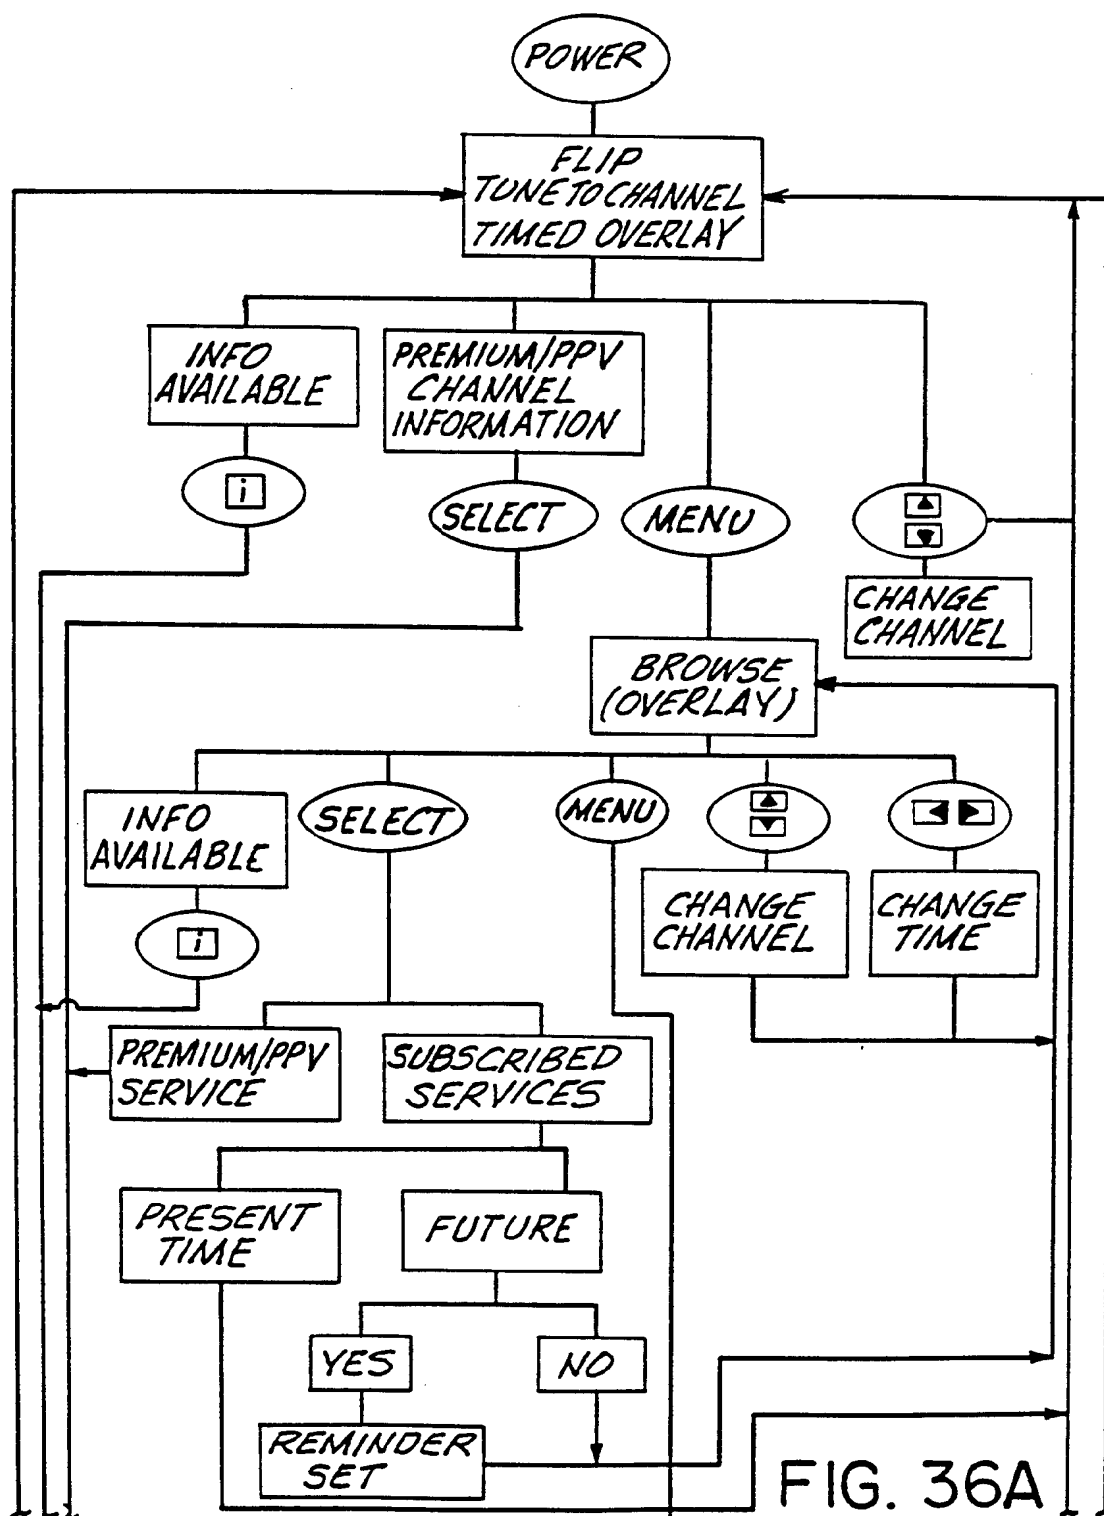 POWER
FLIP
TUNE TO CHANNEL
TIMED OVERLAY
INFO
AVAILABLE
PREMIUM/PPV
CHANNEL
INFORMATION
i
SELECT
MENU
CHANGE
CHANNEL
BROWSE
(OVERLAY)
INFO
AVAILABLE
SELECT
MENU
CHANGE
CHANNEL
CHANGE
TIME
i
PREMIUM/PPV
SERVICE
SUBSCRIBED
SERVICES
PRESENT
TIME
FUTURE
YES
NO
REMINDER
SET
FIG. 36A